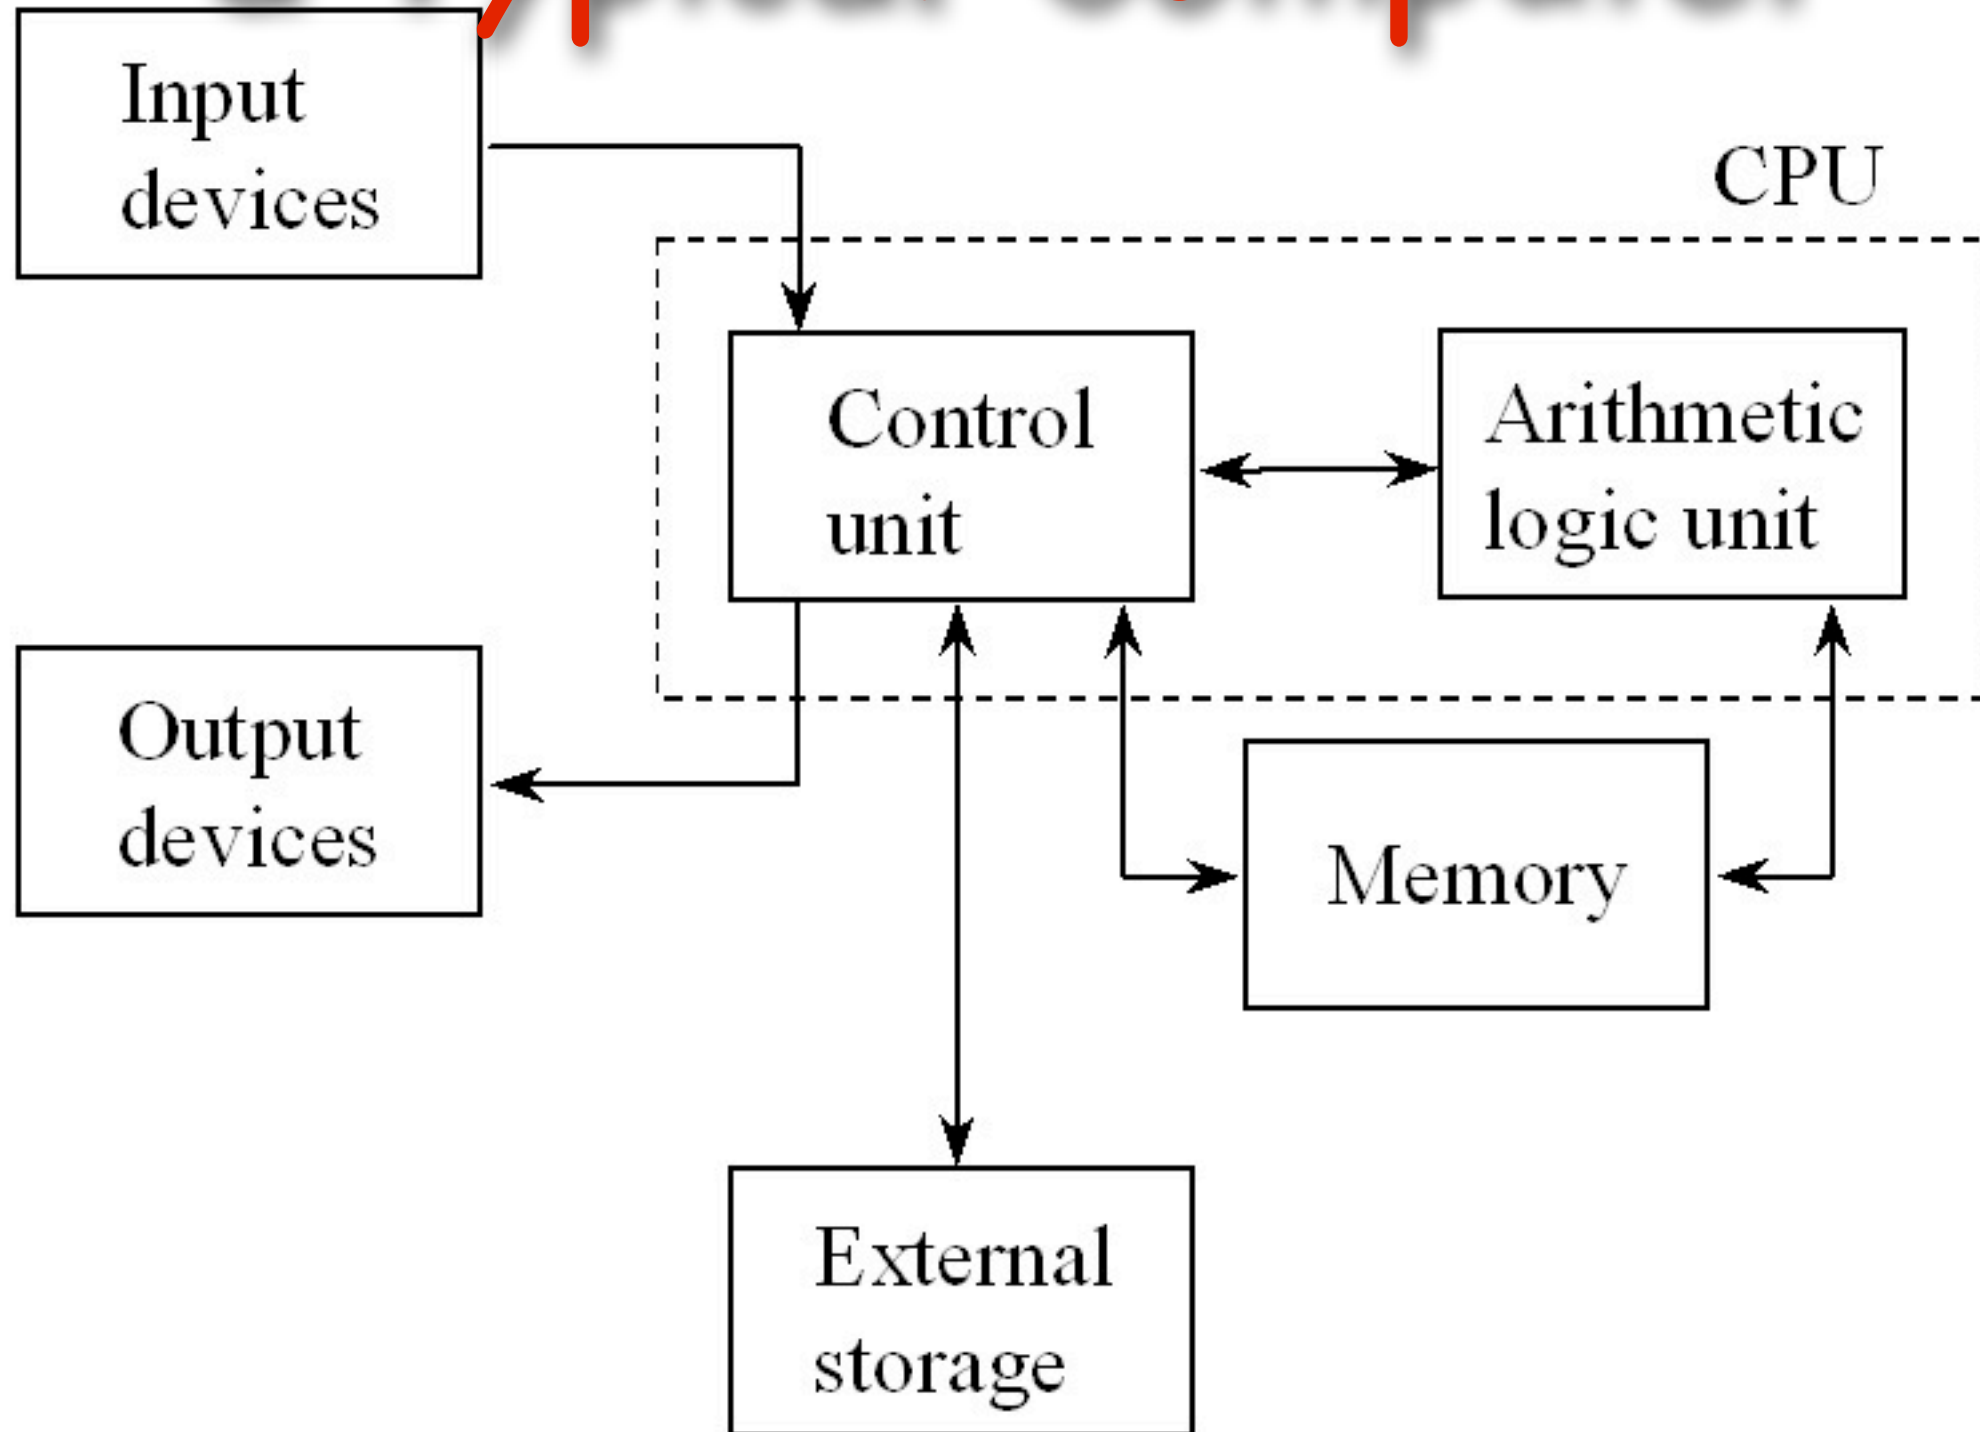 Input
devices
CPU
Control
unit
Arithmetic
logic unit
Output
devices
Memory
External
storage